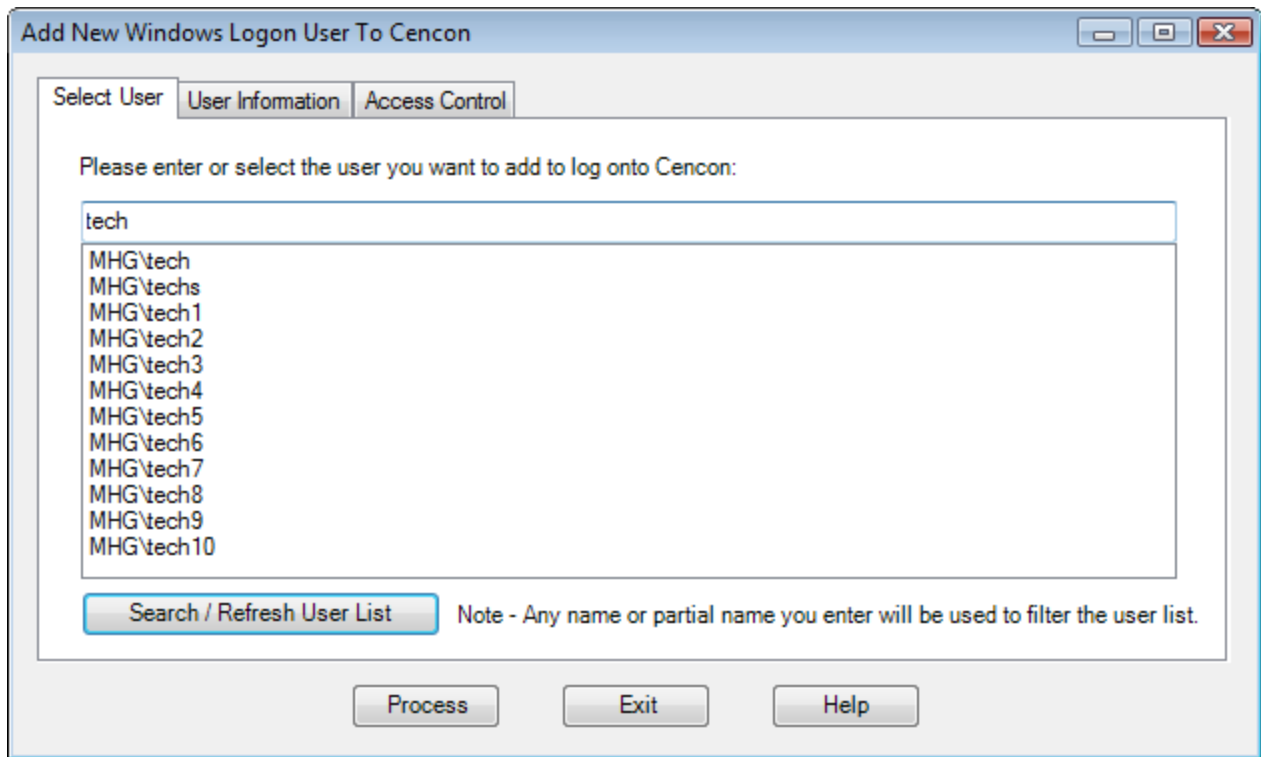 Add New Windows Logon User To Cencon
Select User User Information Access Control
Please enter or select the user you want to add to log onto Cencon:
tech
MHG\tech
MHG\techs
MHG\tech1
MHG\tech2
MHG\tech3
MHG\tech4
MHG\tech5
MHG\tech6
MHG\tech7
MHG\tech8
MHG\tech9
MHG\tech10
Search / Refresh User List Note - Any name or partial name you enter will be used to filter the user list.
Process Exit Help